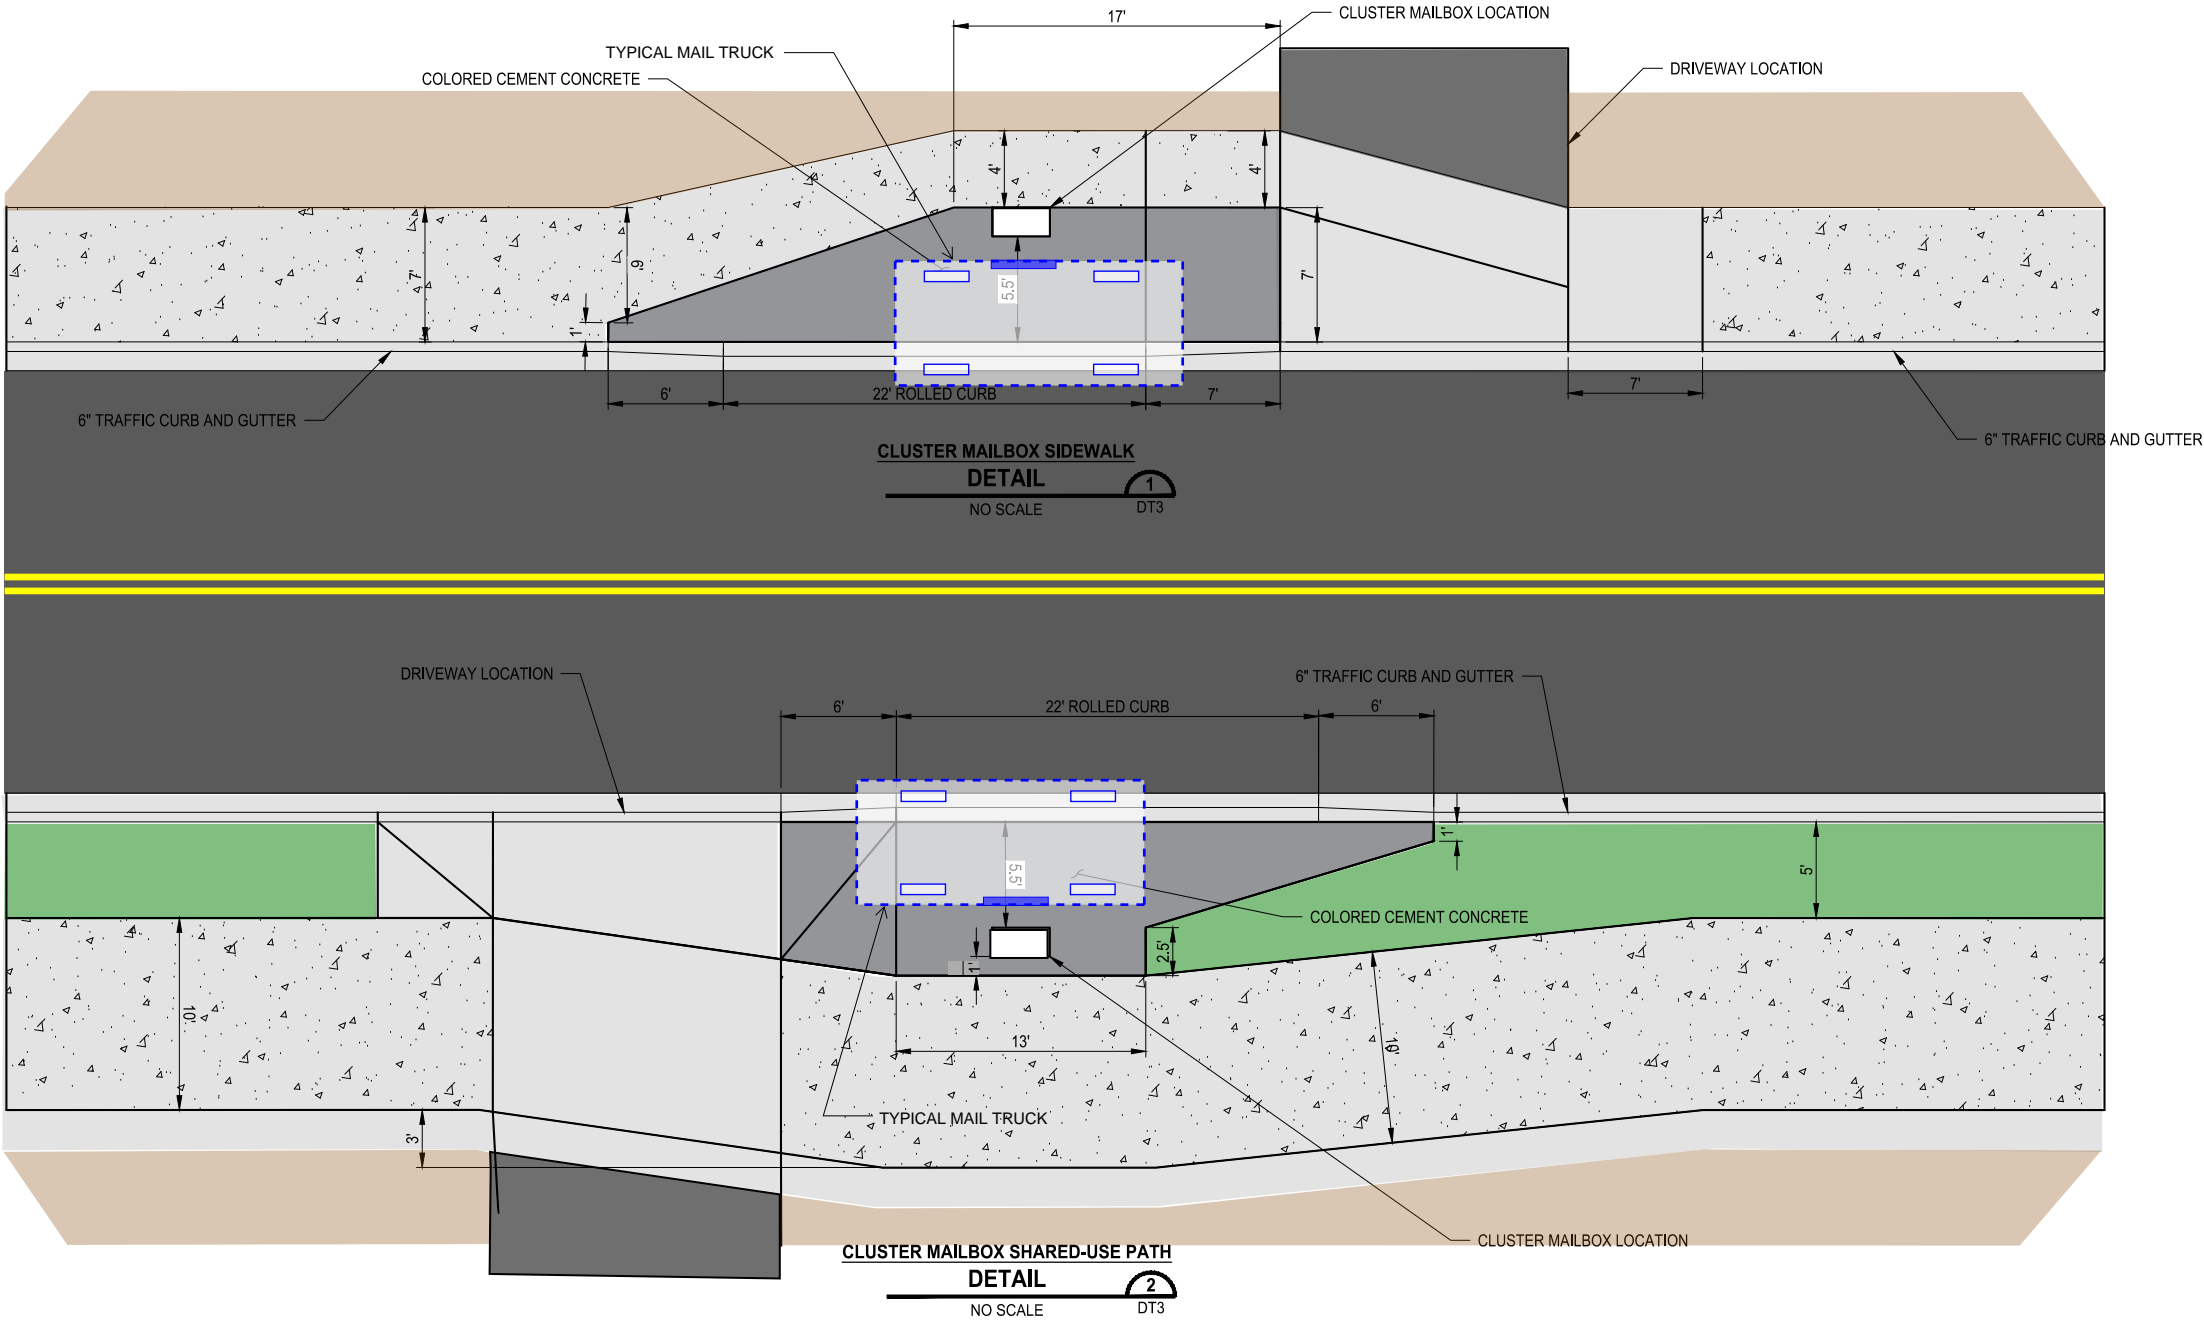 17'
CLUSTER MAILBOX LOCATION
TYPICAL MAIL TRUCK
DRIVEWAY LOCATION
COLORED CEMENT CONCRETE
4'
4'
7'
6'
5.5'
7'
1'
6'
22' ROLLED CURB
7'
7'
6" TRAFFIC CURB AND GUTTER
6" TRAFFIC CURB AND GUTTER
CLUSTER MAILBOX SIDEWALK
DETAIL
1
NO SCALE
DT3
DRIVEWAY LOCATION
6" TRAFFIC CURB AND GUTTER
6'
22' ROLLED CURB
6'
1'
5.5'
5'
COLORED CEMENT CONCRETE
2.5'
1'
10'
13'
10'
TYPICAL MAIL TRUCK
3'
CLUSTER MAILBOX LOCATION
CLUSTER MAILBOX SHARED-USE PATH
DETAIL
2
NO SCALE
DT3